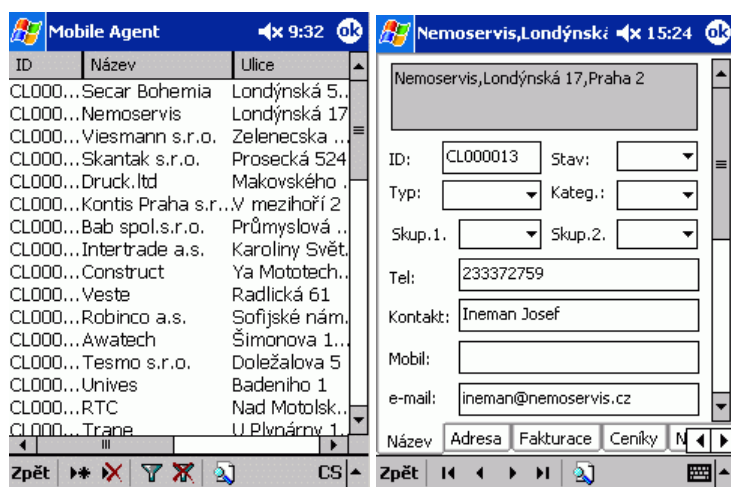 Mobile Agent 9:32 ok
ID Název Ulice
CL000... Secar Bohemia Londýnská 5..
CL000... Nemoservis Londýnská 17
CL000... Viesmann s.r.o. Zelenecska ...
CL000... Skantak s.r.o. Prosecká 524
CL000... Druck.ltd Makovského .
CL000... Kontis Praha s.r... V mezihoří 2
CL000... Bab spol.s.r.o. Průmyslová ..
CL000... Intertrade a.s. Karoliny Svět.
CL000... Construct Ya Mototech..
CL000... Veste Radlická 61
CL000... Robinco a.s. Sofijské nám.
CL000... Awatech Šimonova 1...
CL000... Tesmo s.r.o. Doležalova 5
CL000... Unives Badeniho 1
CL000... RTC Nad Motolsk..
CL000... Trane U Plynárny 1.
Zpět CS
Nemoservis,Londýnská 15:24 ok
Nemoservis,Londýnská 17,Praha 2
ID: CL000013 Stav:
Typ: Kateg.:
Skup.1. Skup.2.
Tel: 233372759
Kontakt: Ineman Josef
Mobil:
e-mail: ineman@nemoservis.cz
Název Adresa Fakturace Ceníky N
Zpět